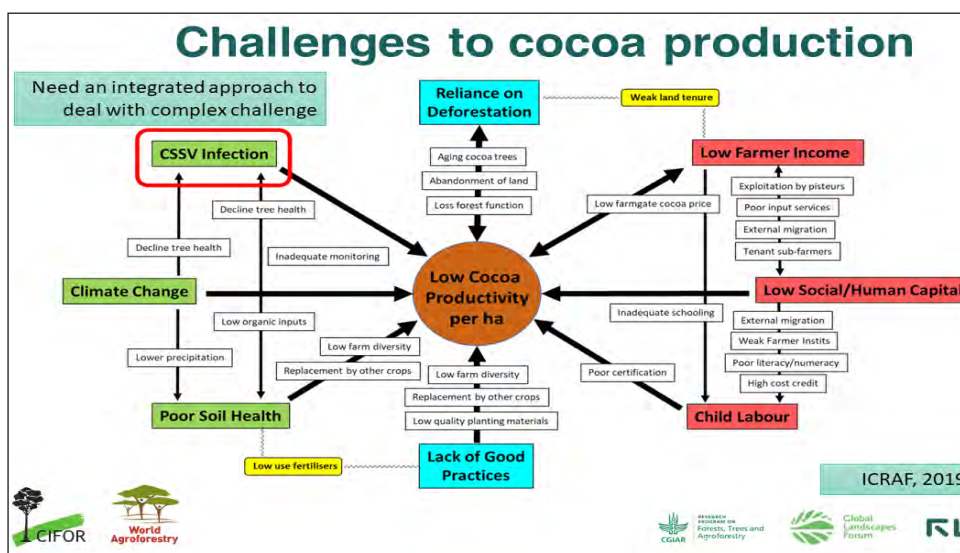 Challenges to cocoa production
Need an integrated approach to
deal with complex challenge
Reliance on
Deforestation
Weak land tenure
CSSV Infection
Low Farmer Income
Aging cocoa trees
Abandonment of land
Loss forest function
Exploitation by pisteurs
Poor input services
External migration
Tenant sub-farmers
Decline tree health
Low farmgate cocoa price
Decline tree health
Inadequate monitoring
Climate Change
Low Cocoa
Productivity
per ha
Low Social/Human Capital
Low organic inputs
Inadequate schooling
External migration
Weak Farmer Instits
Poor literacy/numeracy
High cost credit
Lower precipitation
Low farm diversity
Replacement by other crops
Low farm diversity
Replacement by other crops
Low quality planting materials
Poor certification
Poor Soil Health
Child Labour
Low use fertilisers
Lack of Good
Practices
ICRAF, 2019
CIFOR
World
Agroforestry
CGIAR
RESEARCH
PROGRAM ON
Forests, Trees and
Agroforestry
Global
Landscapes
Forum